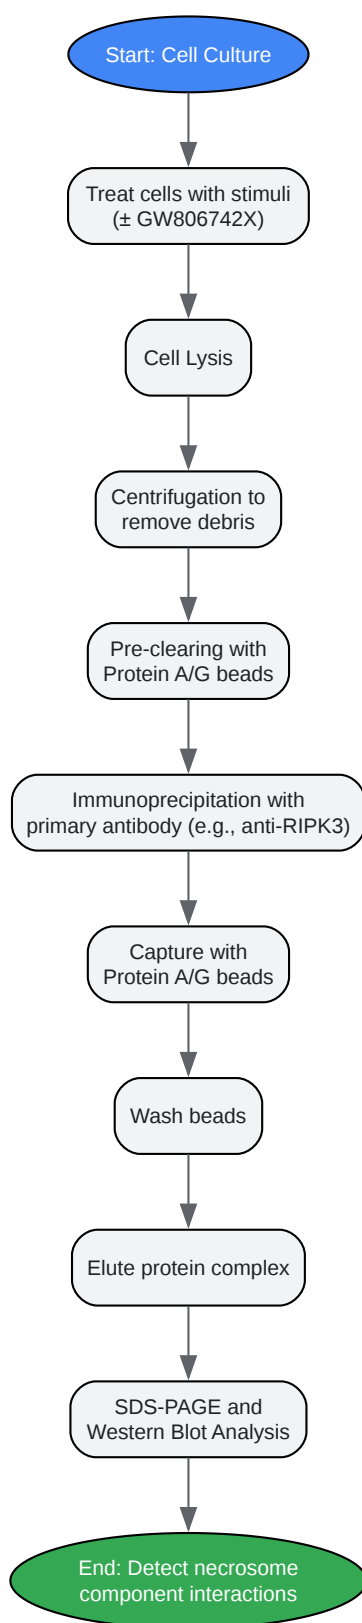 Start: Cell Culture
Treat cells with stimuli
(± GW806742X)
Cell Lysis
Centrifugation to
remove debris
Pre-clearing with
Protein A/G beads
Immunoprecipitation with
primary antibody (e.g., anti-RIPK3)
Capture with
Protein A/G beads
Wash beads
Elute protein complex
SDS-PAGE and
Western Blot Analysis
End: Detect necrosome
component interactions